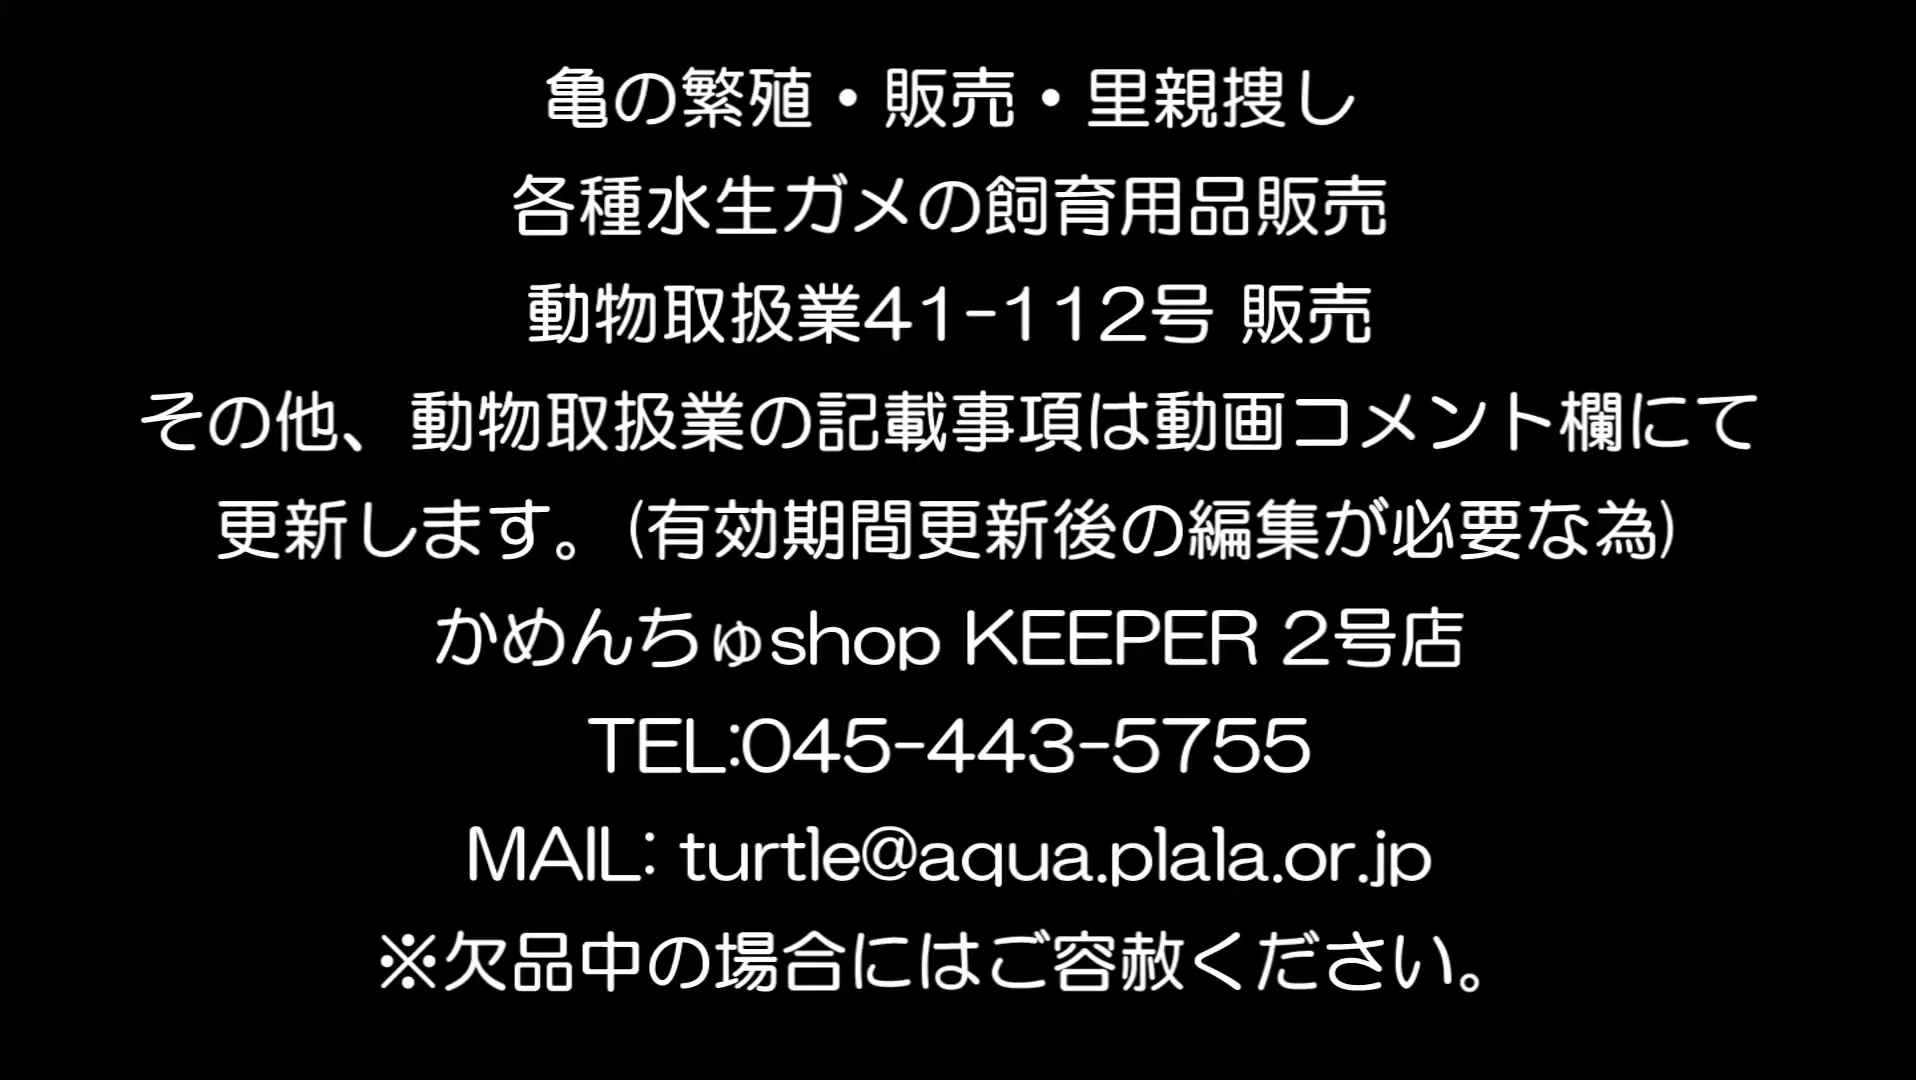 亀の繁殖・販売・里親捜し
各種水生ガメの飼育用品販売
動物取扱業41-112号 販売
その他、動物取扱業の記載事項は動画コメント欄にて
更新します。(有効期間更新後の編集が必要な為)
かめんちゅshop KEEPER 2号店
TEL:045-443-5755
MAIL: turtle@aqua.plala.or.jp
※欠品中の場合にはご容赦ください。